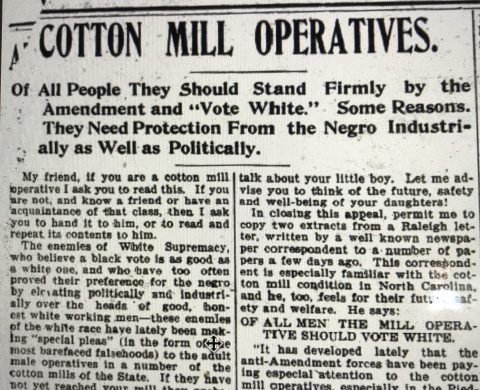 COTTON MILL OPERATIVES.
Of All People They Should Stand Firmly by the
Amendment and "Vote White." Some Reasons.
They Need Protection From the Negro Industri-
ally as Well as Politically.
My friend, if you are a cotton mill
operative I ask you to read this. If you
are not, and know a friend or have an
acquaintance of that class, then I ask
you to hand it to him, or to read and
repeat its contents to him.
The enemies of White Supremacy,
who believe a black vote is as good as
a white one, and who have too often
proved their preference for the negro
by elevating politically and industri-
ally over the heads of good, hon-
est white working men—these enemies
of the white race have lately been mak-
ing "special pleas" (in the form of the
most barefaced falsehoods) to the adult
male operatives in a number of the
cotton mills of the State. If they have
not yet reached your mill they
talk about your little boy. Let me ad-
vise you to think of the future, safety
and well-being of your daughters!
In closing this appeal, permit me to
copy two extracts from a Raleigh let-
ter, written by a well known newspa-
per correspondent to a number of pa-
pers a few days ago. This correspond-
ent is especially familiar with the cot-
ton mill condition in North Carolina,
and he, too, feels for their future saf-
ety and welfare. He says:
OF ALL MEN THE MILL OPERA-
TIVE SHOULD VOTE WHITE.
"It has developed lately that the
anti-Amendment forces have been pay-
ing especial attention to the cotton
mill operatives, especially in the Pied-